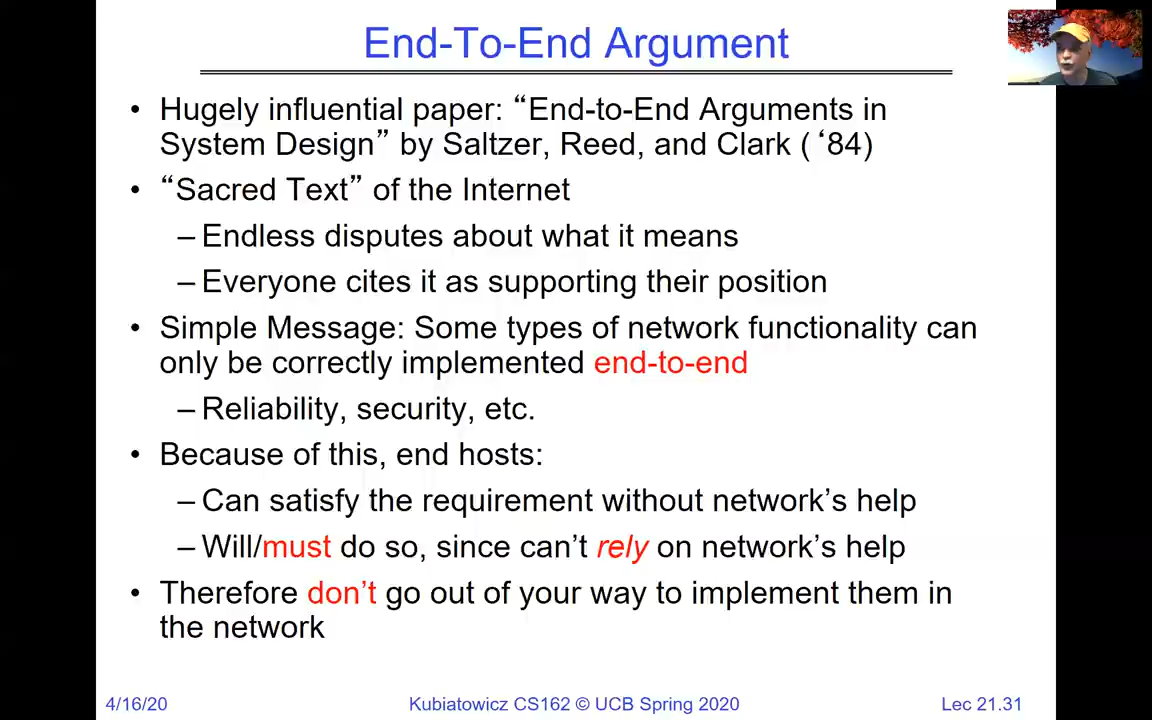 End-To-End Argument
• Hugely influential paper: “End-to-End Arguments in
System Design” by Saltzer, Reed, and Clark (‘84)
• “Sacred Text” of the Internet
– Endless disputes about what it means
– Everyone cites it as supporting their position
• Simple Message: Some types of network functionality can
only be correctly implemented end-to-end
– Reliability, security, etc.
• Because of this, end hosts:
– Can satisfy the requirement without network’s help
– Will/must do so, since can’t rely on network’s help
• Therefore don’t go out of your way to implement them in
the network
4/16/20 Kubiatowicz CS162 © UCB Spring 2020 Lec 21.31